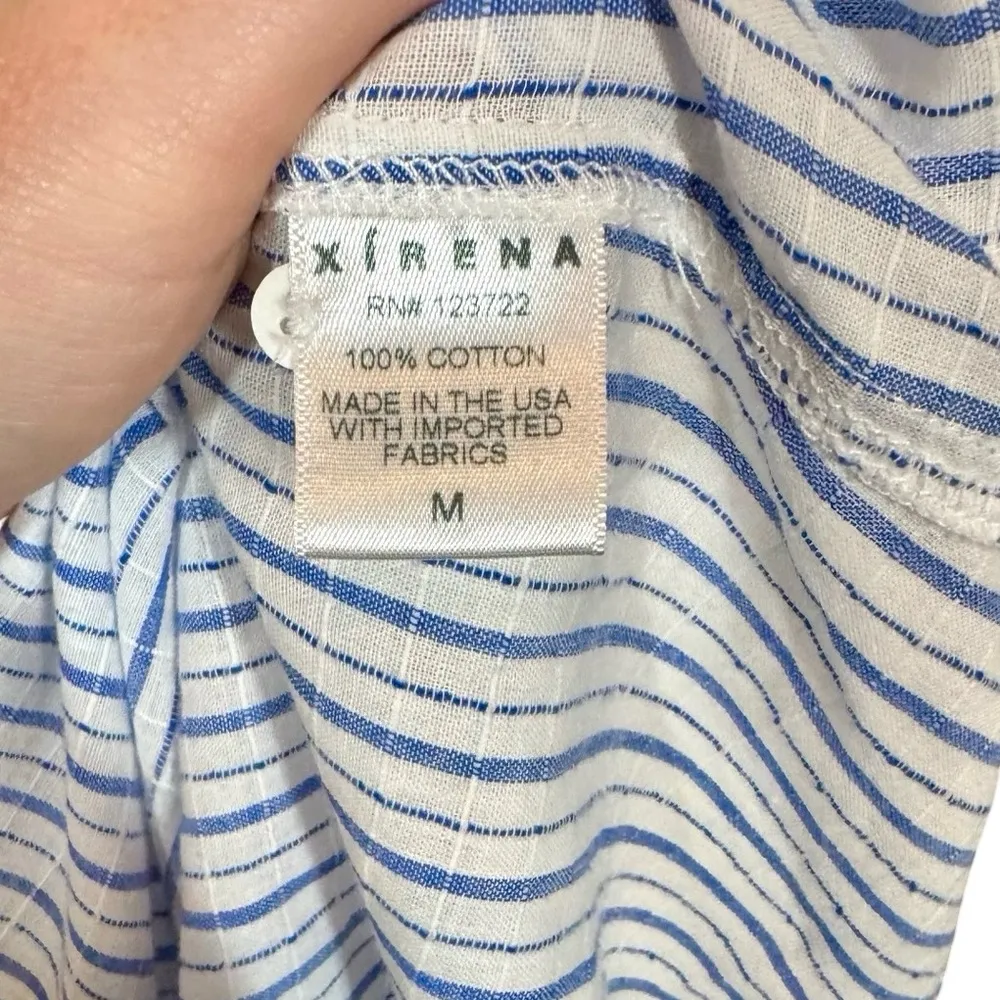 XÍRENA
RN# 123722
100% COTTON
MADE IN THE USA
WITH IMPORTED
FABRICS
M